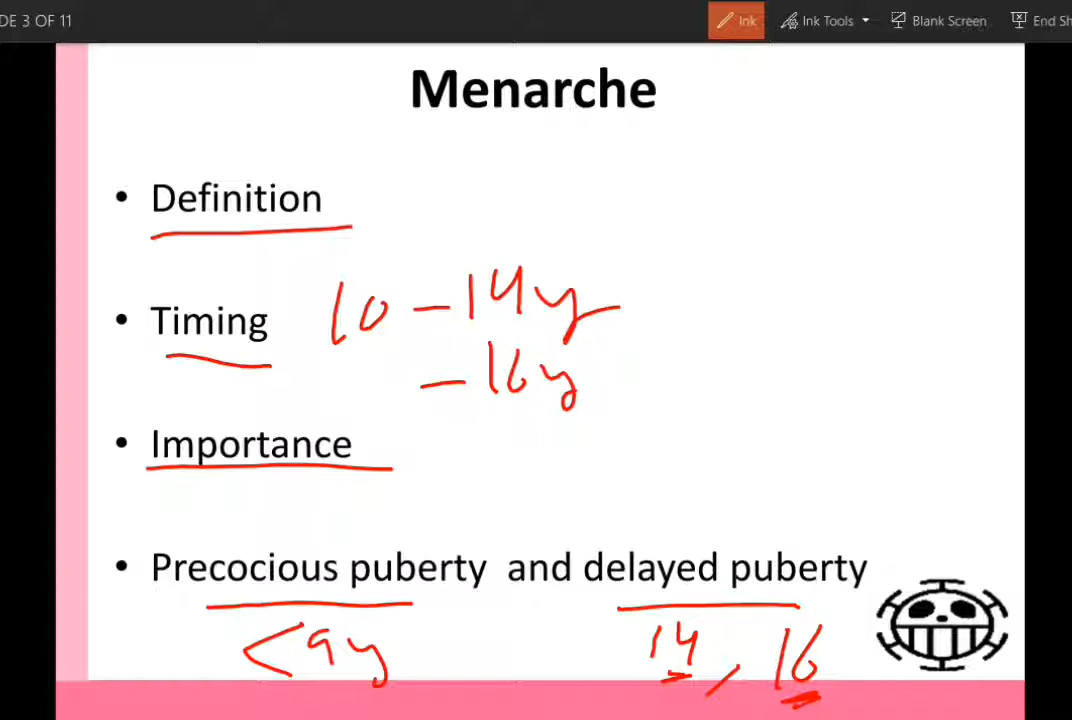 DE 3 OF 11 Ink Ink Tools Blank Screen End Sh
Menarche
• Definition
• Timing 10 - 14y
- 16y
• Importance
• Precocious puberty and delayed puberty
<9y 14, 16